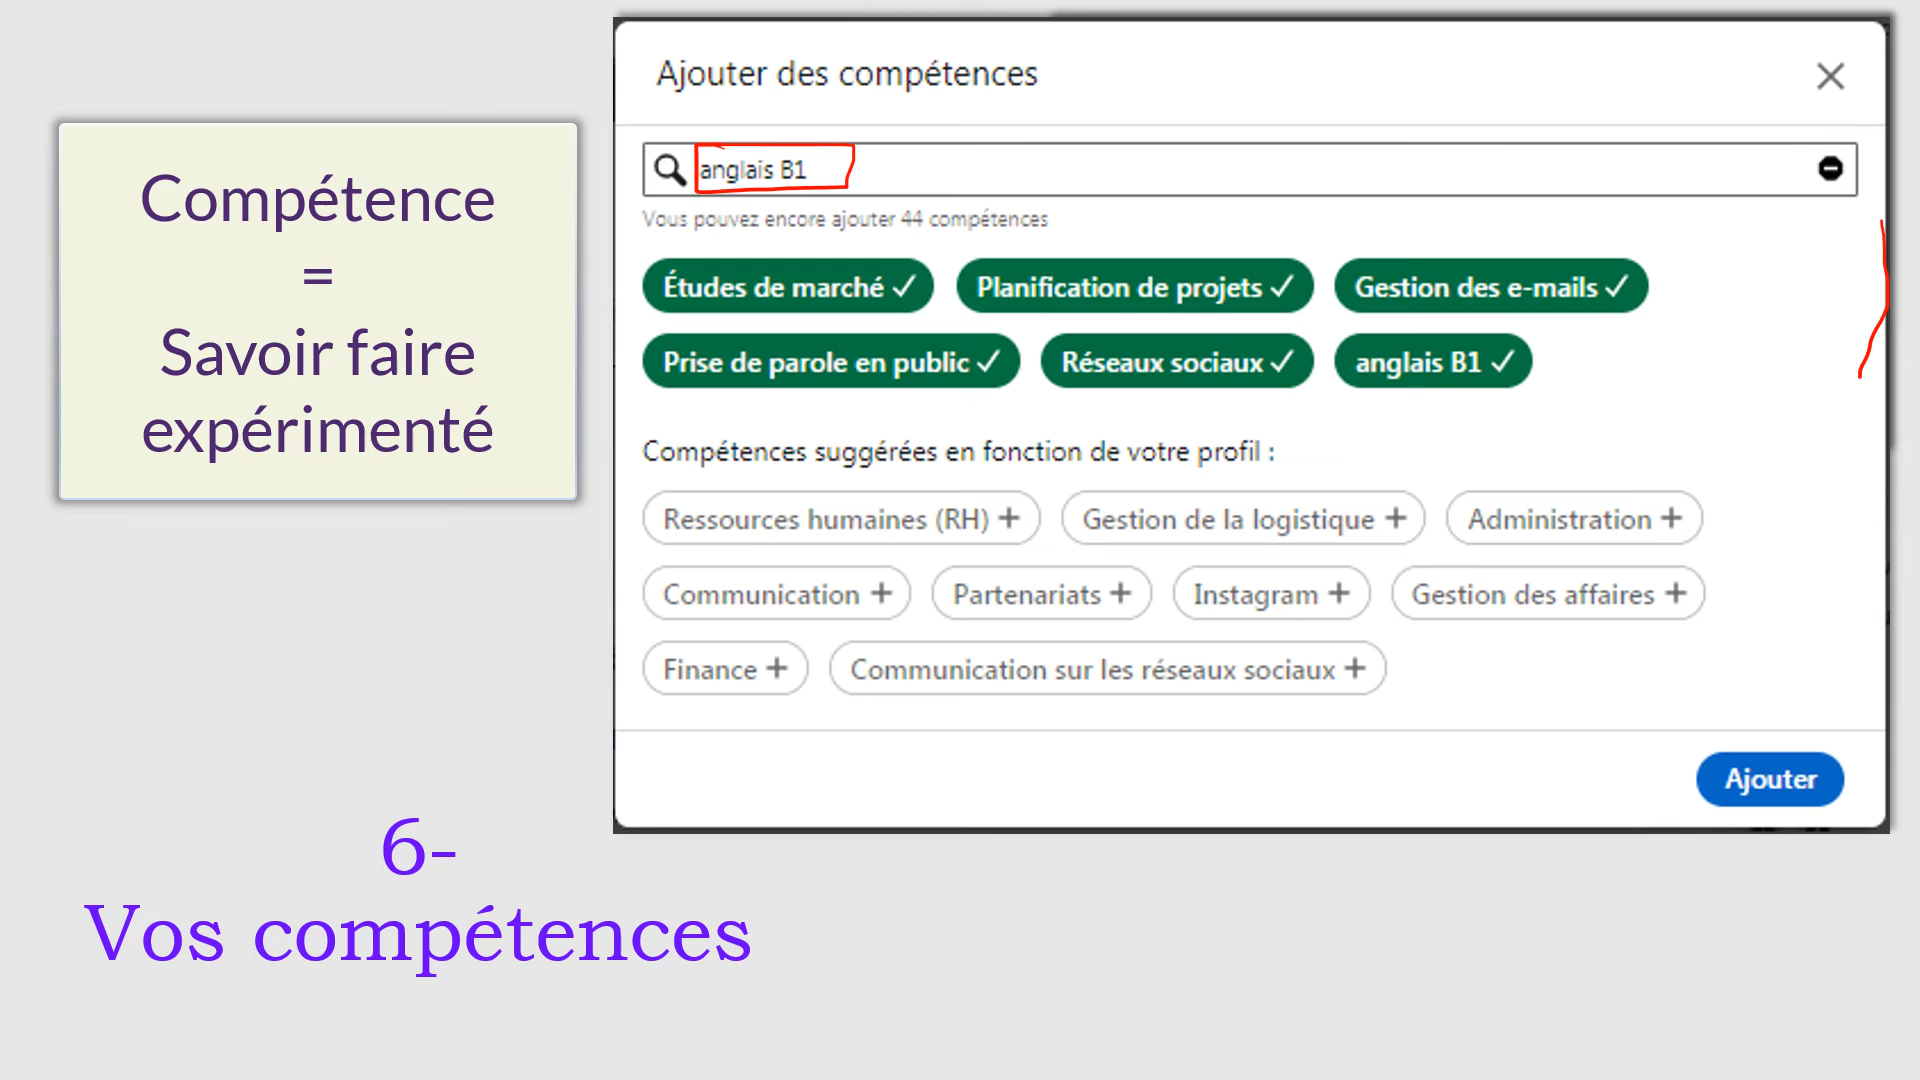 Compétence
=
Savoir faire
expérimenté
6-
Vos compétences
Ajouter des compétences
anglais B1
Vous pouvez encore ajouter 44 compétences
Études de marché Planification de projets Gestion des e-mails
Prise de parole en public Réseaux sociaux anglais B1
Compétences suggérées en fonction de votre profil :
Ressources humaines (RH) + Gestion de la logistique + Administration +
Communication + Partenariats + Instagram + Gestion des affaires +
Finance + Communication sur les réseaux sociaux +
Ajouter